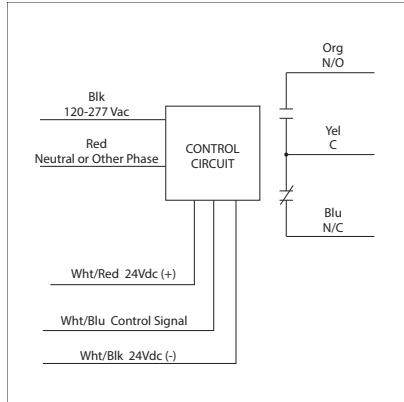 Org
N/O
Blk
120-277 Vac
Yel
C
Red
Neutral or Other Phase
CONTROL
CIRCUIT
Blu
N/C
Wht/Red 24Vdc (+)
Wht/Blu Control Signal
Wht/Blk 24Vdc (-)